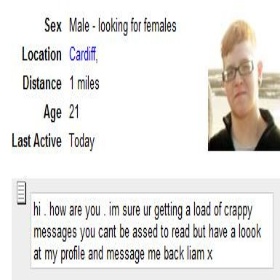 Sex Male - looking for females
Location Cardiff,
Distance 1 miles
Age 21
Last Active Today
hi . how are you . im sure ur getting a load of crappy
messages you cant be assed to read but have a loook
at my profile and message me back liam x